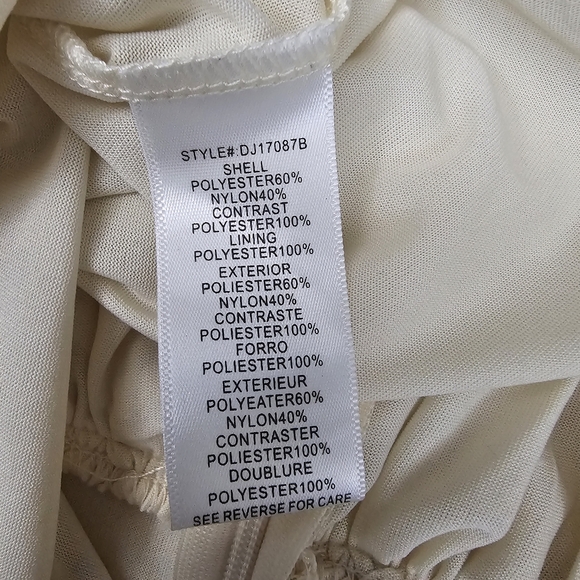 STYLE#:DJ17087B
SHELL
POLYESTER60%
NYLON40%
CONTRAST
POLYESTER100%
LINING
POLYESTER100%
EXTERIOR
POLIESTER60%
NYLON40%
CONTRASTE
POLIESTER100%
FORRO
POLIESTER100%
EXTERIEUR
POLYEATER60%
NYLON40%
CONTRASTER
POLIESTER100%
DOUBLURE
POLYESTER100%
SEE REVERSE FOR CARE